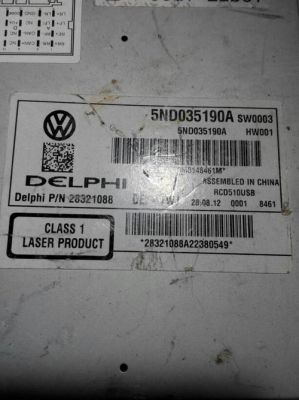 5ND035190A SW0003
5ND035190A HW001
DELPHI
ASSEMBLED IN CHINA
RCD510USB
Delphi P/N 28321088
28.08.12 0001 8461
CLASS 1
LASER PRODUCT
*28321088A22380549*